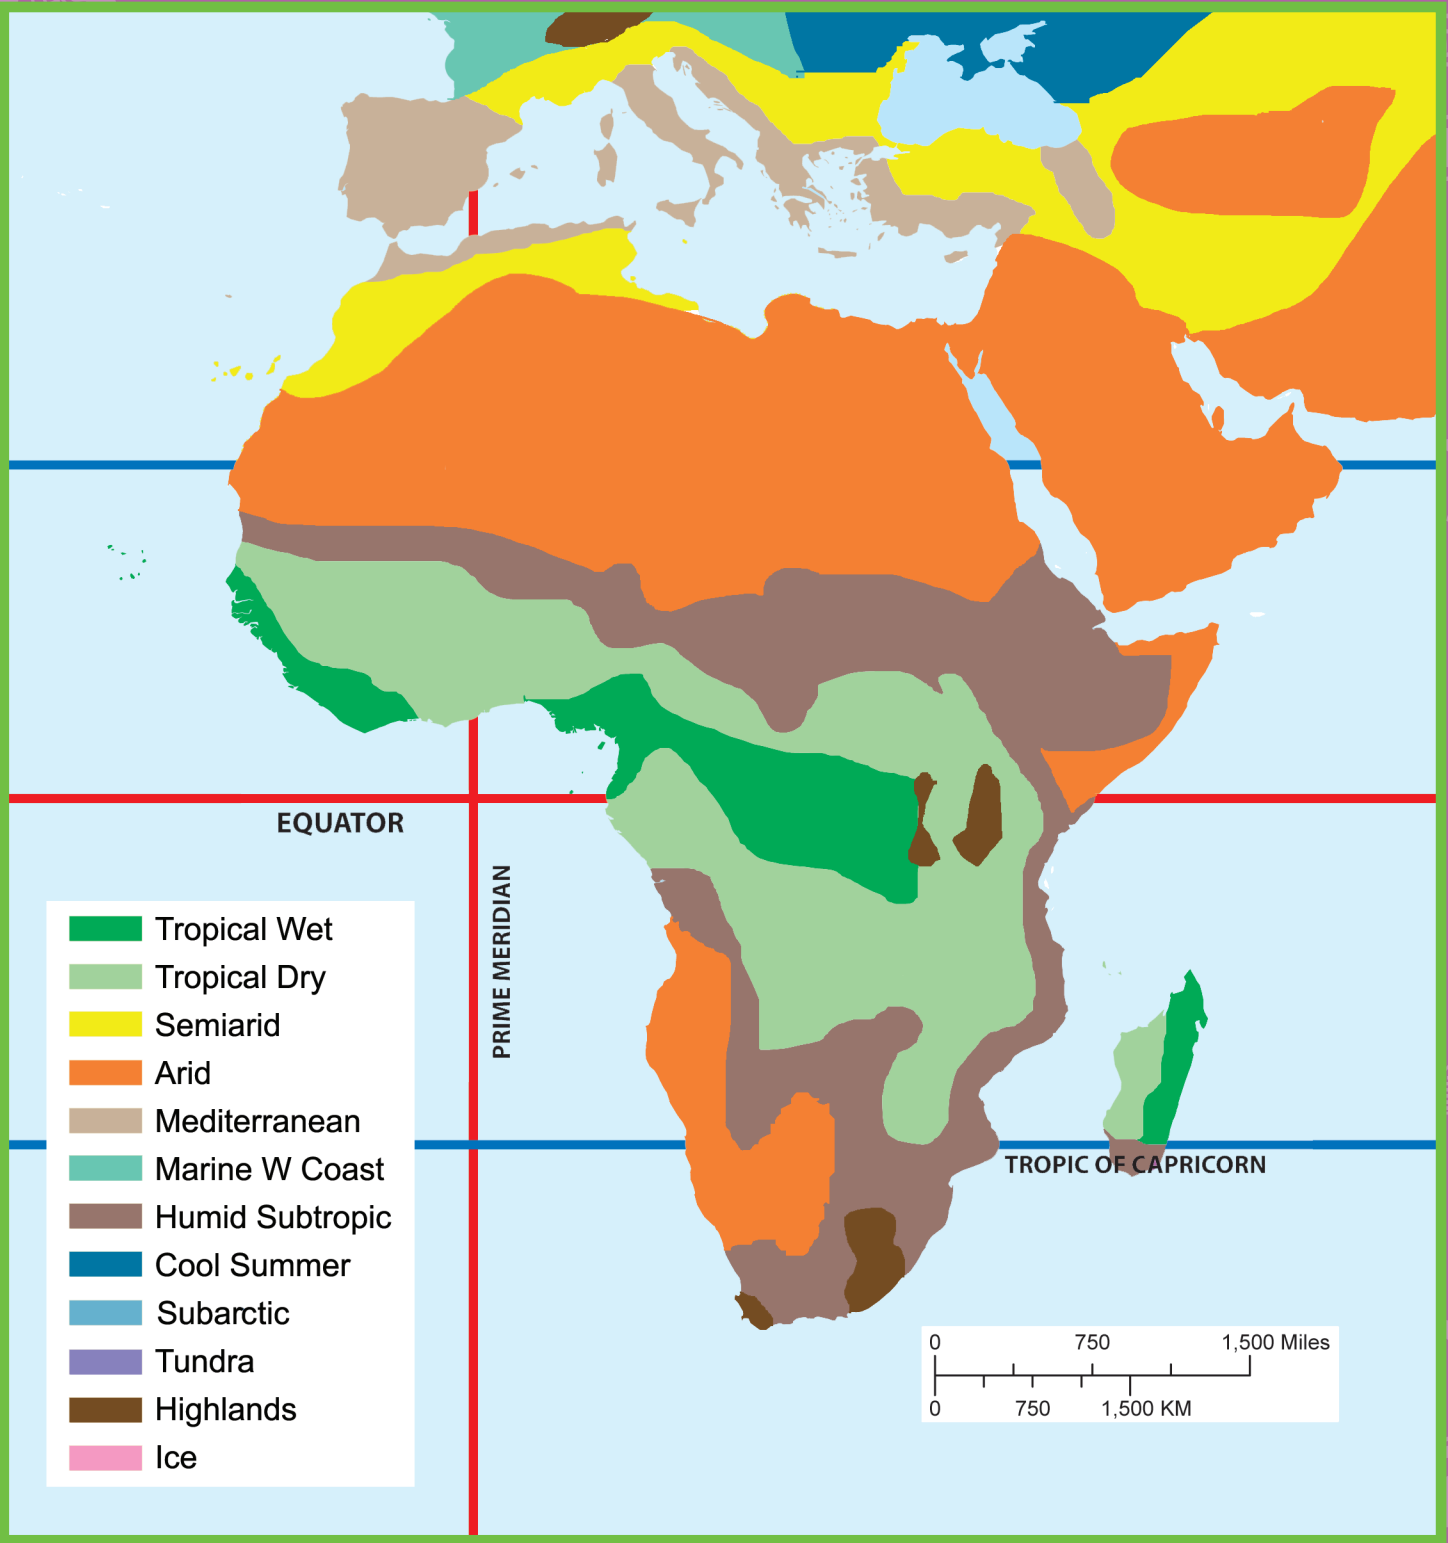 EQUATOR
PRIME MERIDIAN
Tropical Wet
Tropical Dry
Semiarid
Arid
Mediterranean
Marine W Coast
Humid Subtropic
Cool Summer
Subarctic
Tundra
Highlands
Ice
TROPIC OF CAPRICORN
0 750 1,500 Miles
0 750 1,500 KM